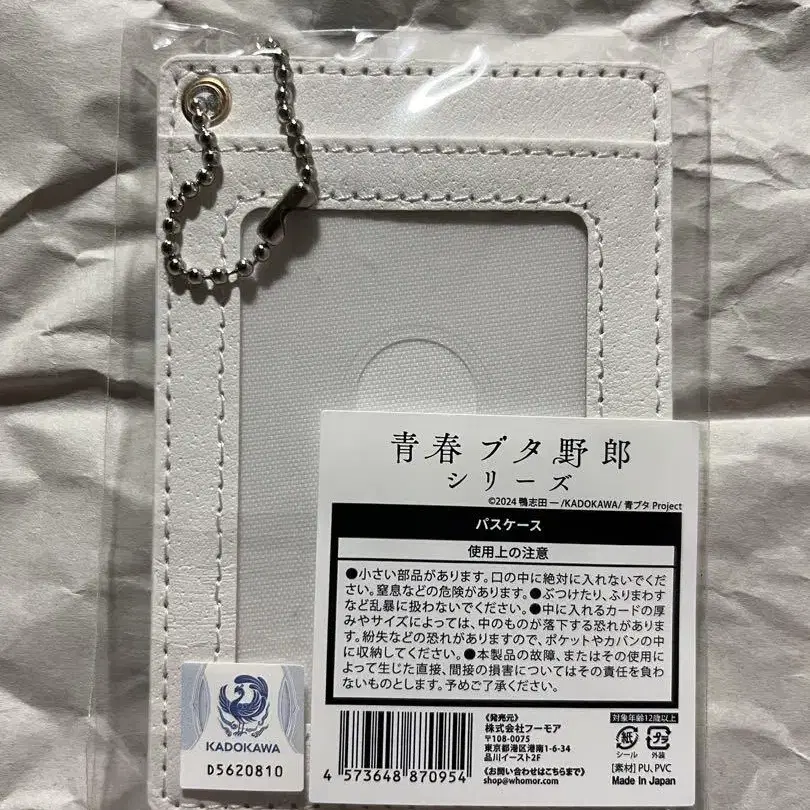 青春ブタ野郎
シリーズ
©2024 鴨志田 一/KADOKAWA/ 青ブタ Project
パスケース
使用上の注意
●小さい部品があります。口の中に絶対に入れないでくだ
さい。窒息などの危険があります。●ぶつけたり、ふりまわす
など乱暴に扱わないでください。●中に入れるカードの厚
みやサイズによっては、中のものが落下する恐れがありま
す。紛失などの恐れがありますので、ポケットやカバンの中
に収納してください。●本製品の故障、またはその使用に
よって生じた直接、間接の損害についてはその責任を負わ
ないものとします。予めご了承ください。
KADOKAWA
D5620810
4 573648 870954
《発売元》
株式会社フーモア
〒108-0075
東京都港区港南1-6-34
品川イースト2F
《お問い合わせはこちらまで》
shop@whomor.com
対象年齢12歳以上
紙 プラ
シール 外装
[素材] PU、PVC
Made In Japan